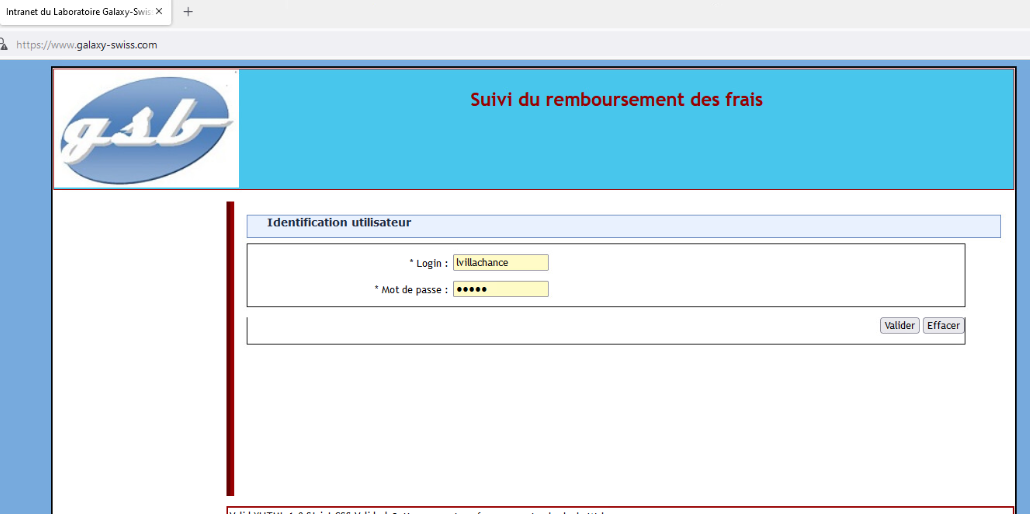 Intranet du Laboratoire Galaxy-Swis
https://www.galaxy-swiss.com
gsb
Suivi du remboursement des frais
Identification utilisateur
* Login : lvillachance
* Mot de passe : •••••
Valider Effacer